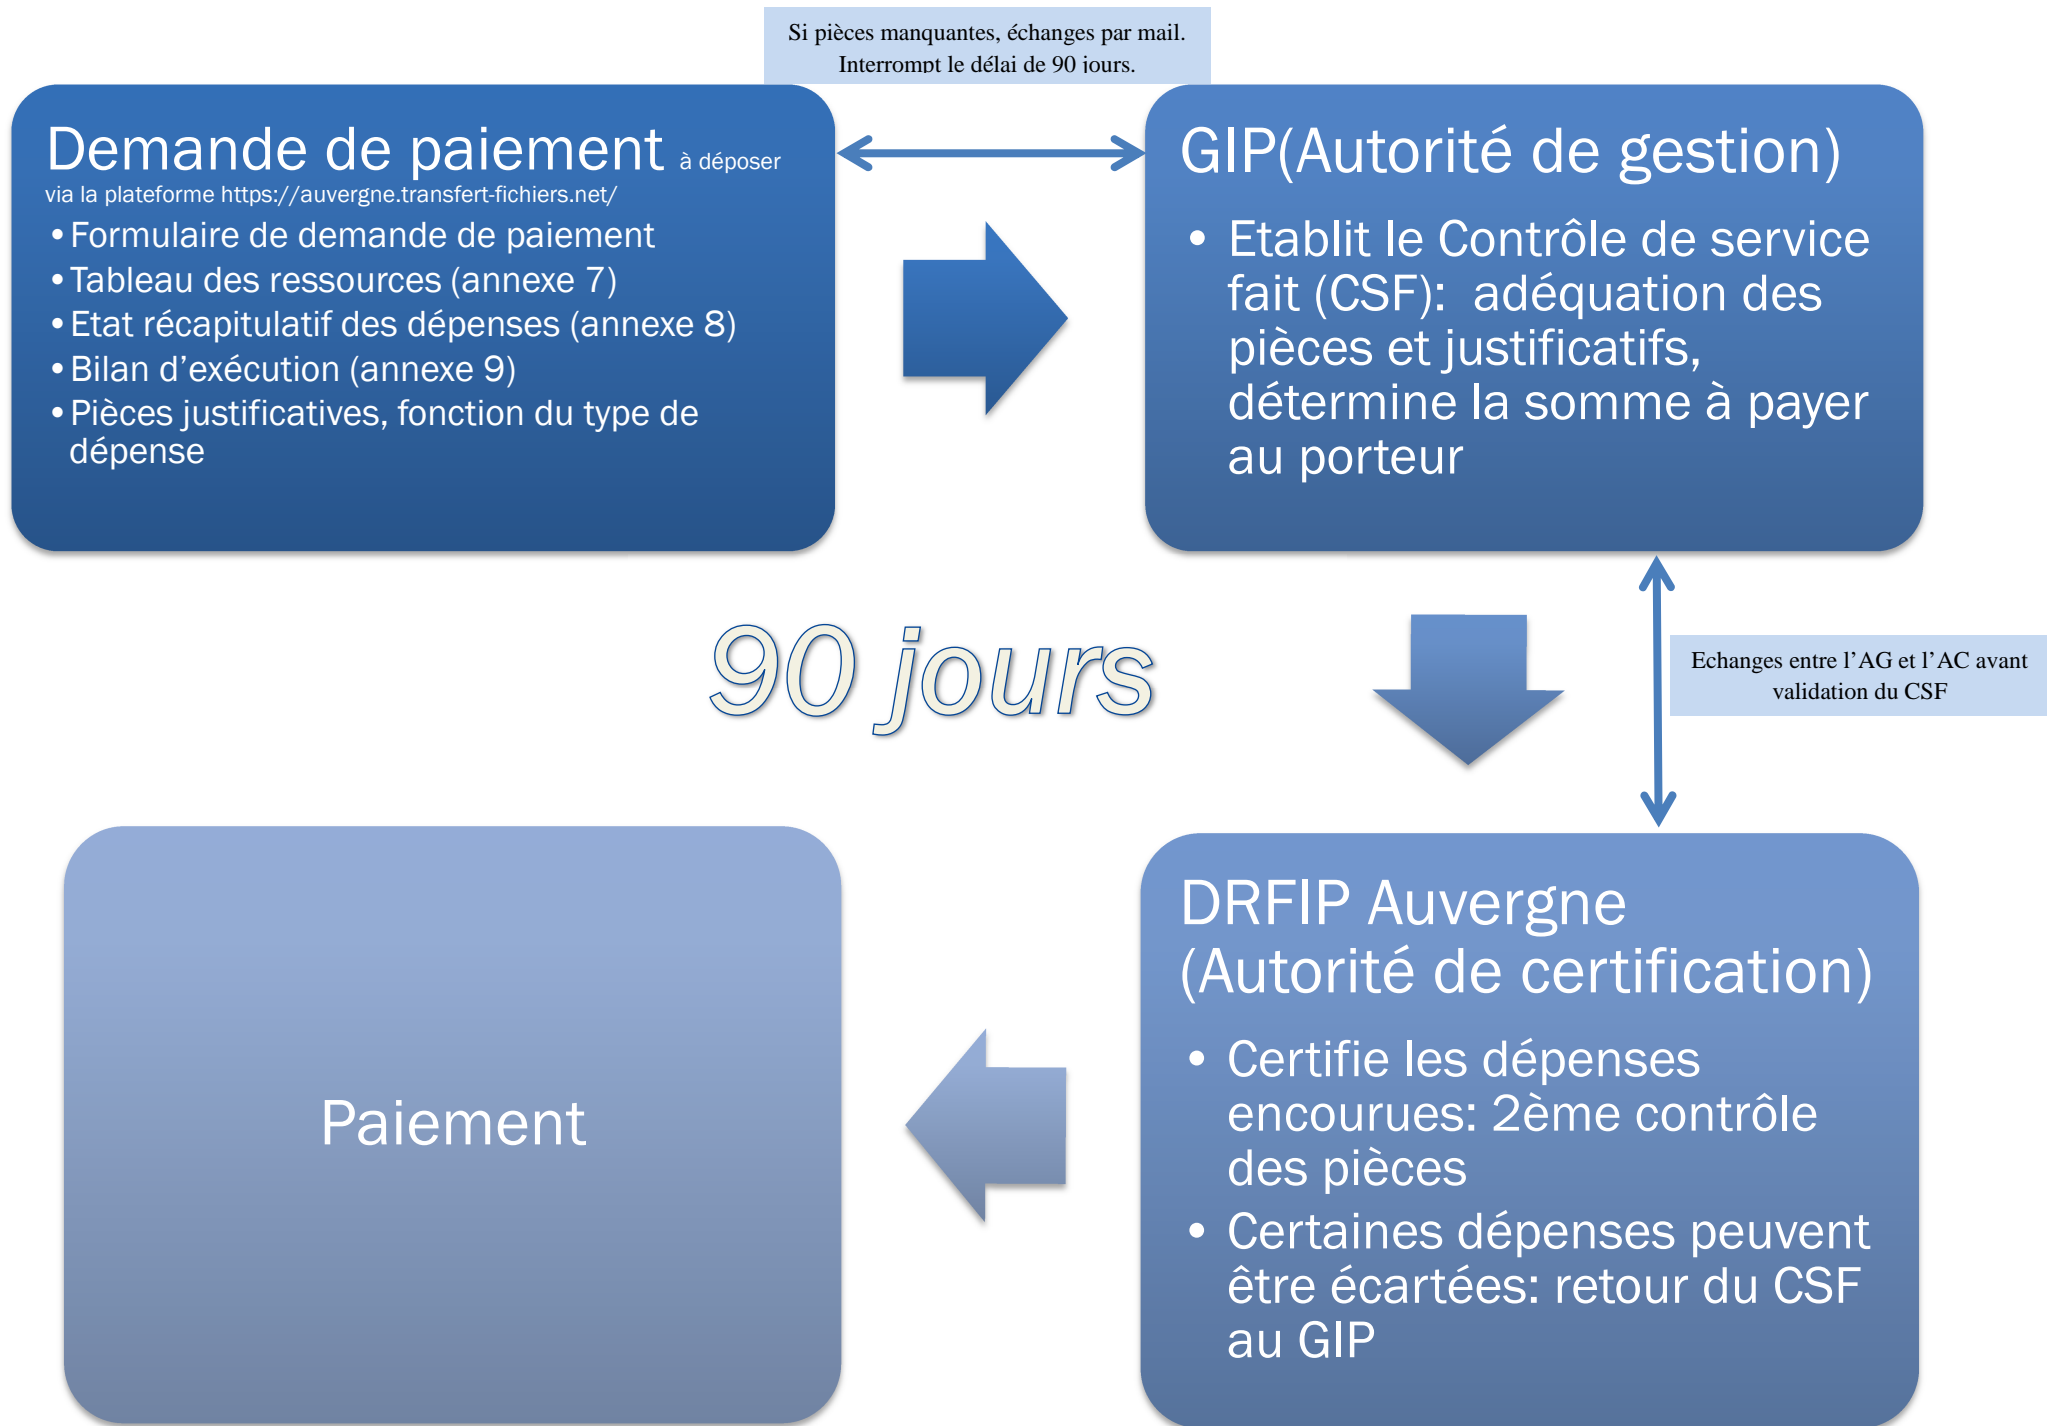 Si pièces manquantes, échanges par mail.
Interrompt le délai de 90 jours.
Demande de paiement à déposer
via la plateforme https://auvergne.transfert-fichiers.net/
• Formulaire de demande de paiement
• Tableau des ressources (annexe 7)
• Etat récapitulatif des dépenses (annexe 8)
• Bilan d’exécution (annexe 9)
• Pièces justificatives, fonction du type de
dépense
GIP(Autorité de gestion)
• Etablit le Contrôle de service
fait (CSF): adéquation des
pièces et justificatifs,
détermine la somme à payer
au porteur
90 jours
Echanges entre l’AG et l’AC avant
validation du CSF
DRFIP Auvergne
(Autorité de certification)
• Certifie les dépenses
encourues: 2ème contrôle
des pièces
• Certaines dépenses peuvent
être écartées: retour du CSF
au GIP
Paiement